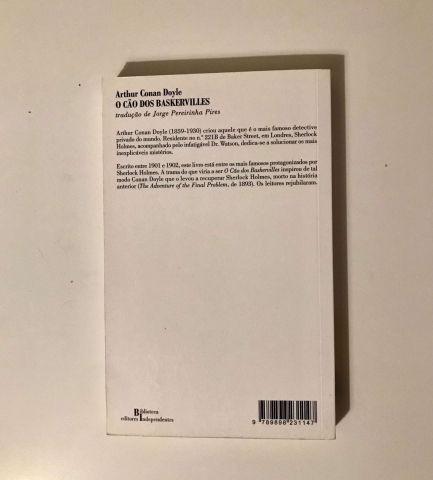 Arthur Conan Doyle
O CÃO DOS BASKERVILLES
tradução de Jorge Pereirinha Pires
Arthur Conan Doyle (1859-1930) criou aquele que é o mais famoso detective
privado do mundo. Residente no n.º 221B de Baker Street, em Londres, Sherlock
Holmes, acompanhado pelo infatigável Dr. Watson, dedica-se a solucionar os mais
inexplicáveis mistérios.
Escrito entre 1901 e 1902, este livro está entre os mais famosos protagonizados por
Sherlock Holmes. A trama do que viria a ser O Cão dos Baskervilles inspirou de tal
modo Conan Doyle que o levou a recuperar Sherlock Holmes, morto na história
anterior (The Adventure of the Final Problem, de 1893). Os leitores rejubilaram.
Biblioteca
editores Independentes
9 789898 231147